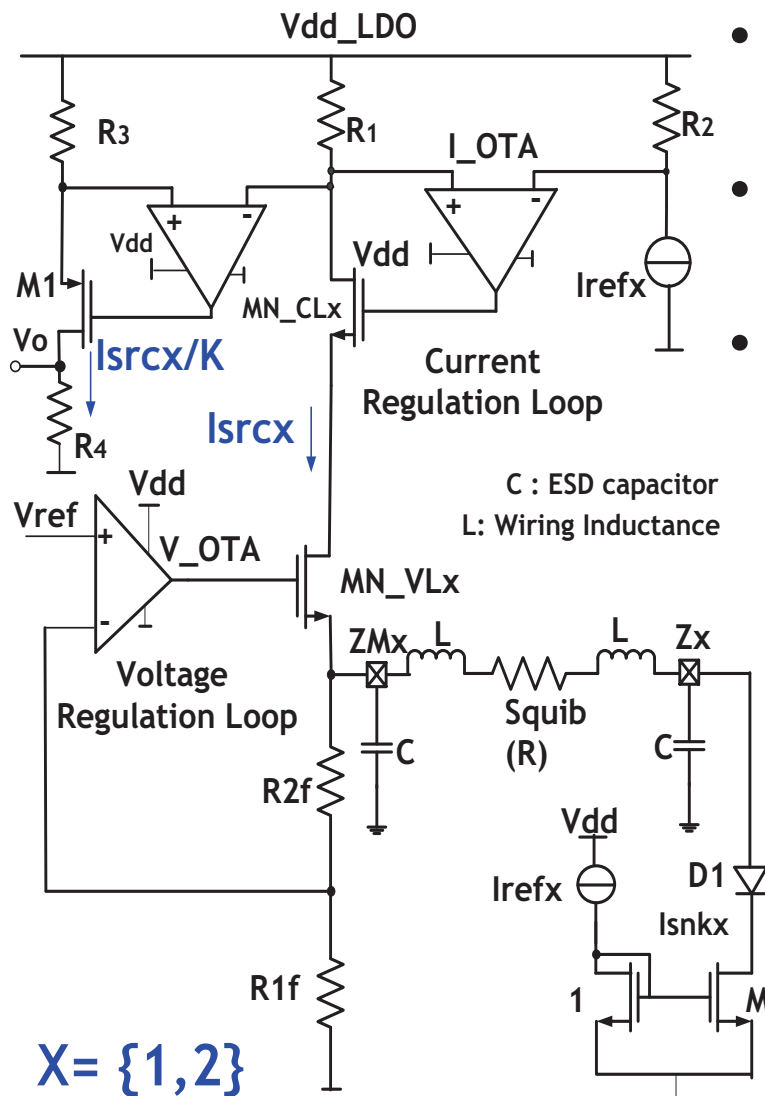 Vdd_LDO
R3
R1
R2
I_OTA
+
-
+
-
Vdd
Vdd
M1
MN_CLx
Irefx
Vo
Isrcx/K
Current
Regulation Loop
R4
Isrcx
C : ESD capacitor
L: Wiring Inductance
Vdd
Vref
+
V_OTA
-
MN_VLx
ZMx
L
L
Zx
Voltage
Regulation Loop
Squib
(R)
C
C
R2f
Vdd
Irefx
D1
Isnkx
R1f
1
M
X= {1,2}